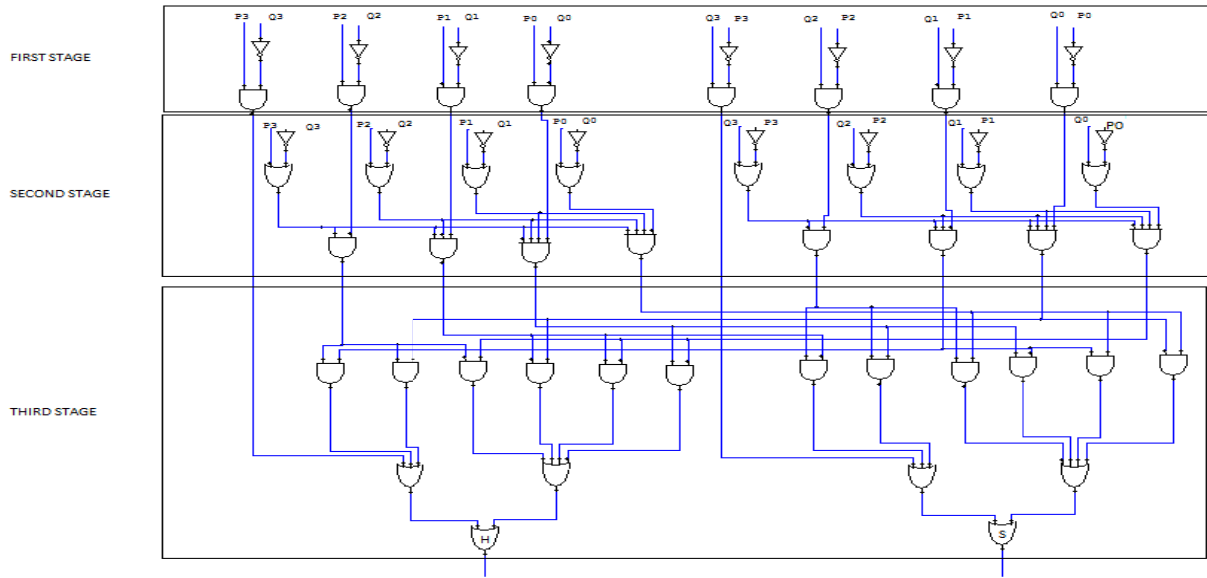 P3 Q3 P2 Q2 P1 Q1 P0 Q0 Q3 P3 Q2 P2 Q1 P1 Q0 P0
FIRST STAGE
P3 Q3 P2 Q2 P1 Q1 P0 Q0 Q3 P3 Q2 P2 Q1 P1 Q0 PO
SECOND STAGE
THIRD STAGE
H S